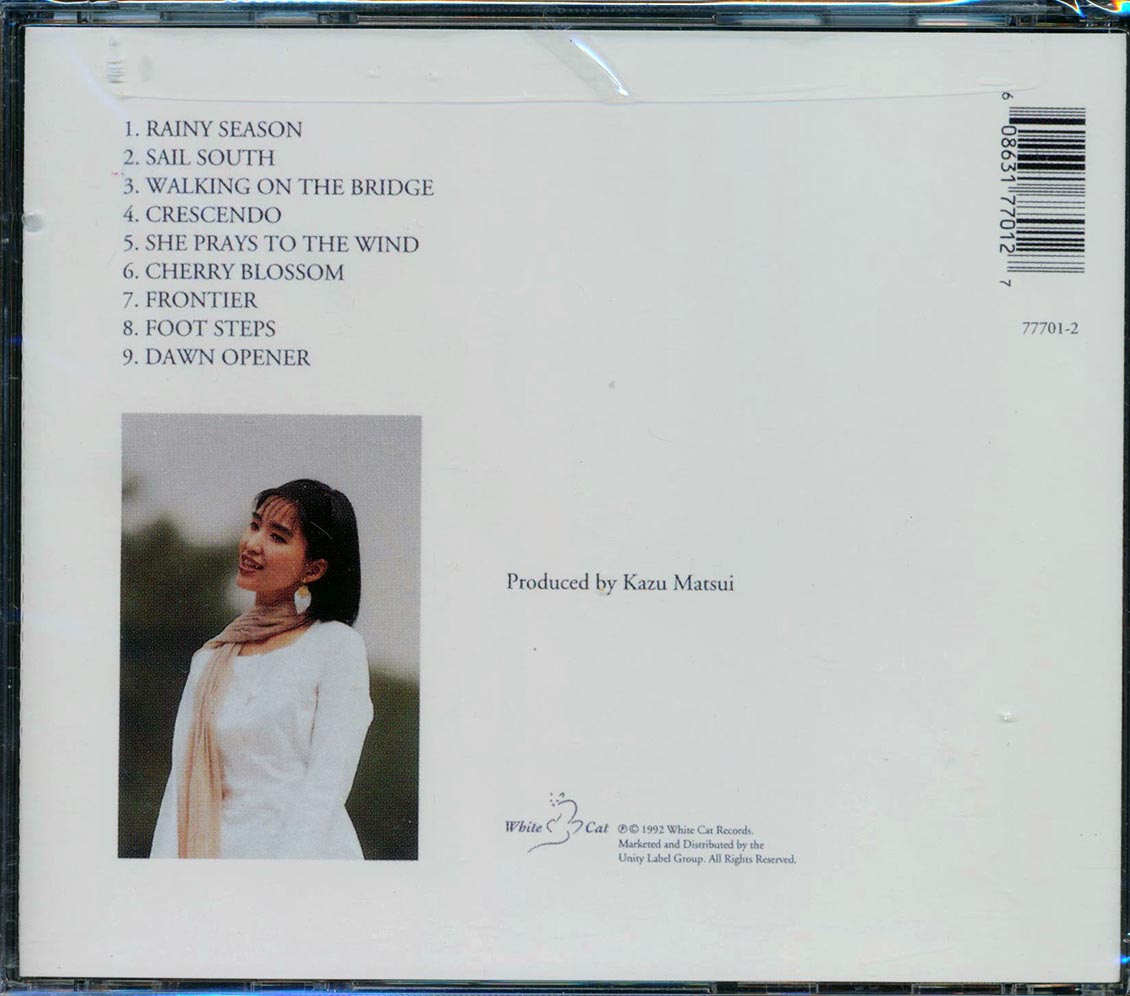 1. RAINY SEASON
2. SAIL SOUTH
3. WALKING ON THE BRIDGE
4. CRESCENDO
5. SHE PRAYS TO THE WIND
6. CHERRY BLOSSOM
7. FRONTIER
8. FOOT STEPS
9. DAWN OPENER
6 08631 77012 7
77701-2
Produced by Kazu Matsui
White Cat
℗© 1992 White Cat Records.
Marketed and Distributed by the
Unity Label Group. All Rights Reserved.